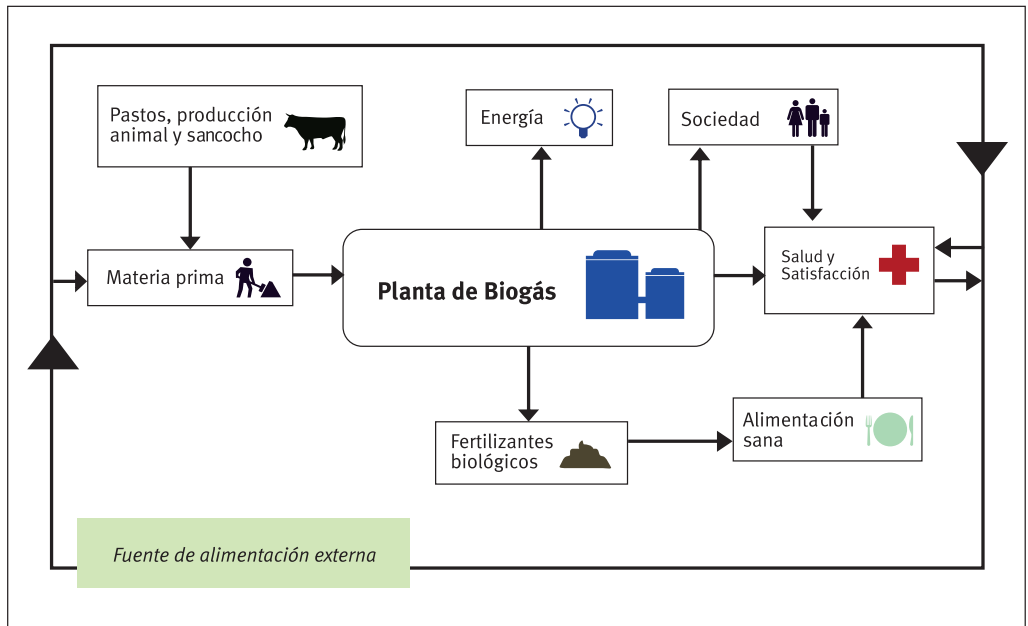 Pastos, producción
animal y sancocho
Energía
Sociedad
Materia prima
Planta de Biogás
Salud y
Satisfacción
Fertilizantes
biológicos
Alimentación
sana
Fuente de alimentación externa